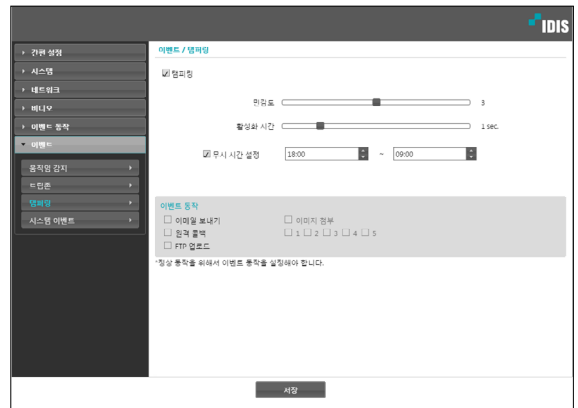 IDIS
간편 설정
시스템
네트워크
비디오
이벤트 동작
이벤트
움직임 감지
트립존
탬퍼링
시스템 이벤트
이벤트 / 탬퍼링
탬퍼링
민감도 3
활성화 시간 1 sec.
무시 시간 설정 18:00 ~ 09:00
이벤트 동작
이메일 보내기 이미지 첨부
원격 콜백 1 2 3 4 5
FTP 업로드
*정상 동작을 위해서 이벤트 동작을 설정해야 합니다.
저장